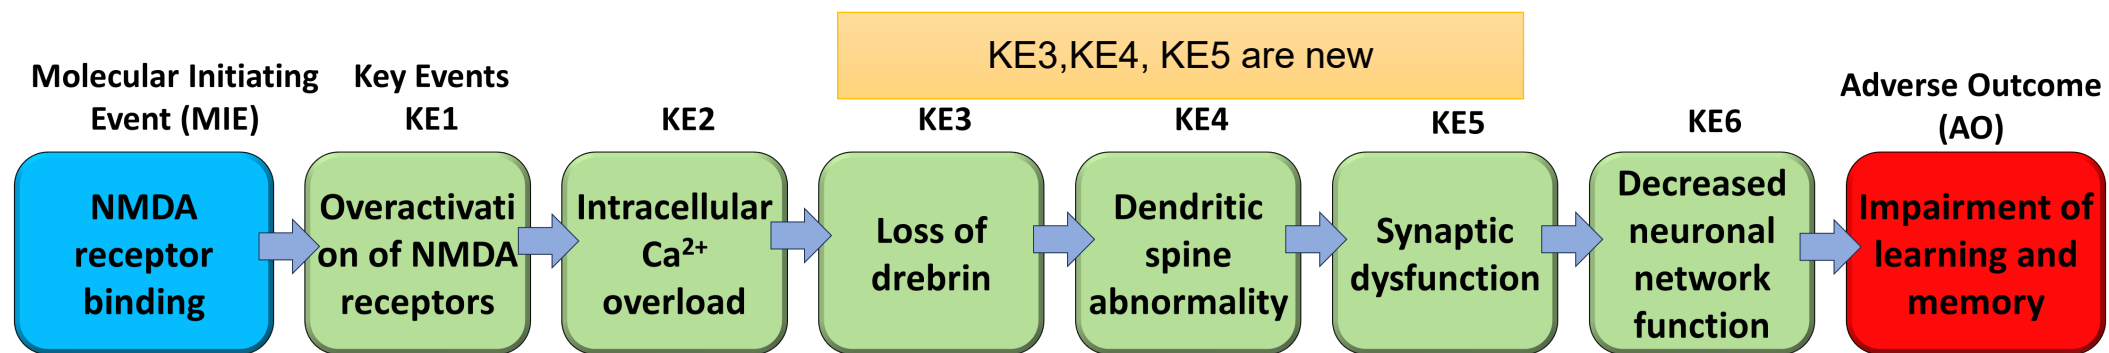 KE3,KE4, KE5 are new
Molecular Initiating
Event (MIE)
Key Events
KE1
KE2
KE3
KE4
KE5
KE6
Adverse Outcome
(AO)
NMDA
receptor
binding
Overactivati
on of NMDA
receptors
Intracellular
Ca²⁺
overload
Loss of
drebrin
Dendritic
spine
abnormality
Synaptic
dysfunction
Decreased
neuronal
network
function
Impairment of
learning and
memory